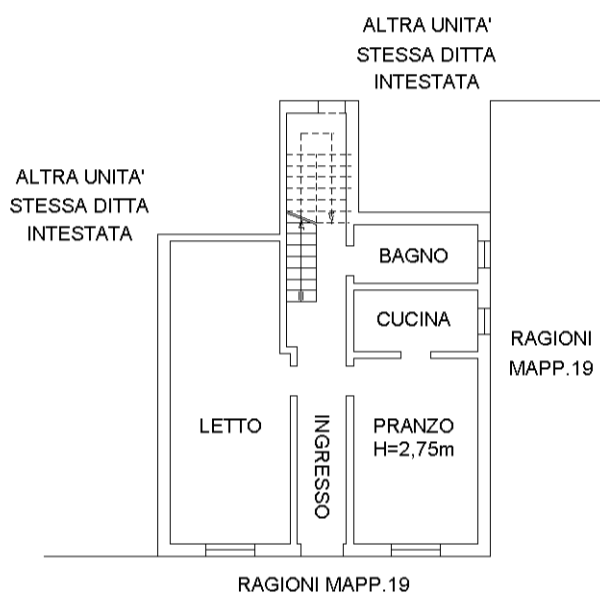 ALTRA UNITA'
STESSA DITTA
INTESTATA
ALTRA UNITA'
STESSA DITTA
INTESTATA
BAGNO
CUCINA
RAGIONI
MAPP.19
LETTO
INGRESSO
PRANZO
H=2,75m
RAGIONI MAPP.19